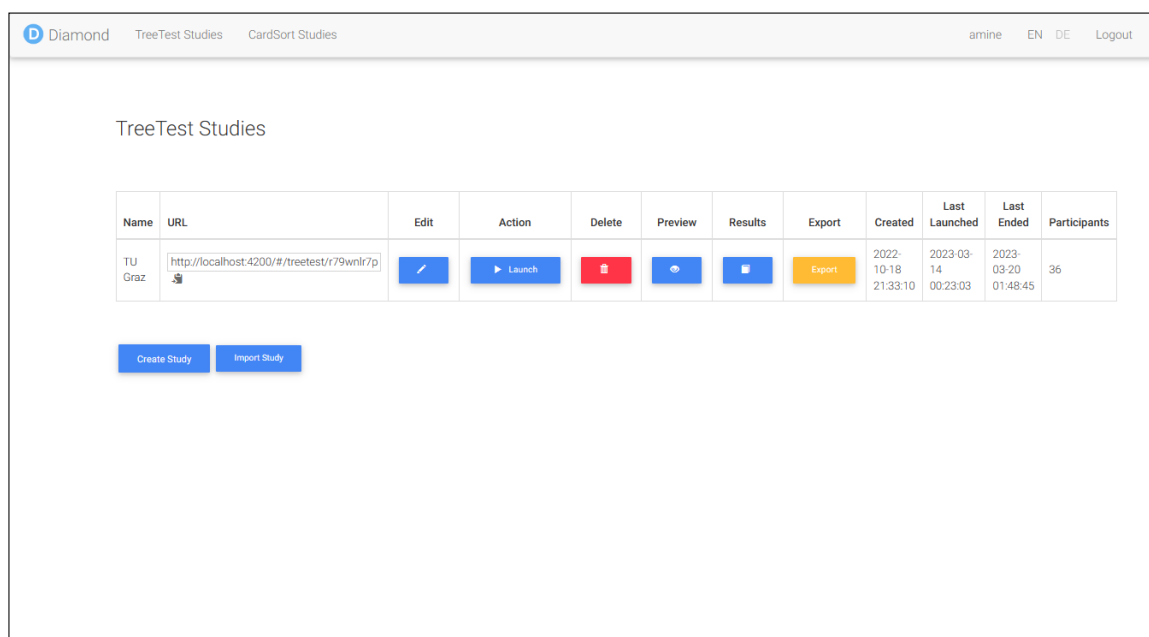 D Diamond TreeTest Studies CardSort Studies amine EN DE Logout
TreeTest Studies
Name URL Edit Action Delete Preview Results Export Created Last Launched Last Ended Participants
TU Graz http://localhost:4200/#/treetest/r79wnlr7p Launch Export 2022-10-18 21:33:10 2023-03-14 00:23:03 2023-03-20 01:48:45 36
Create Study Import Study